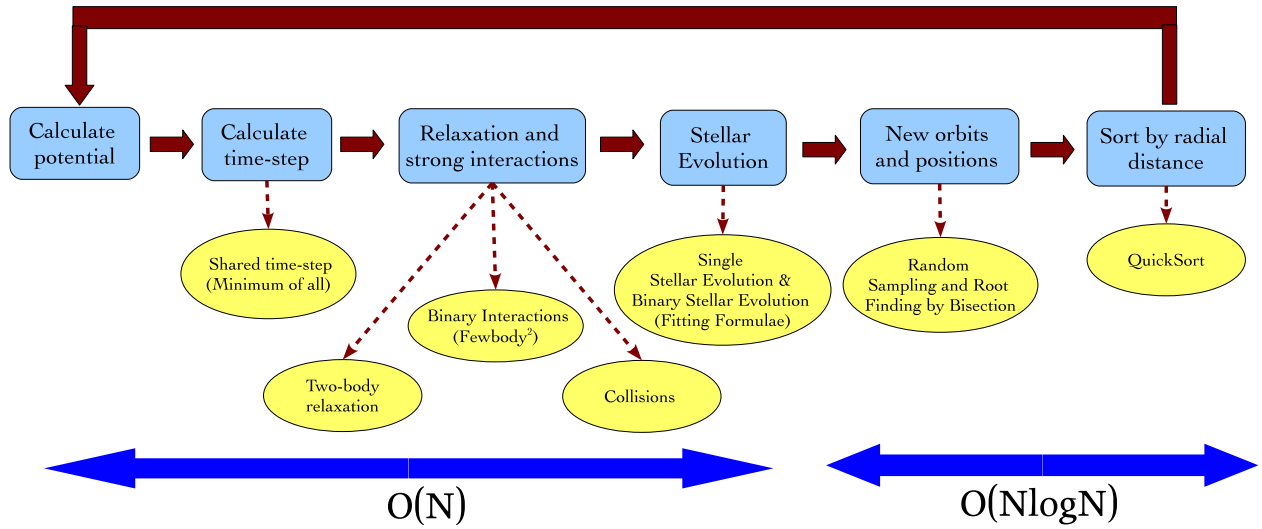 Calculate
potential
Calculate
time-step
Relaxation and
strong interactions
Stellar
Evolution
New orbits
and positions
Sort by radial
distance
Shared time-step
(Minimum of all)
Two-body
relaxation
Binary Interactions
(Fewbody²)
Collisions
Single
Stellar Evolution &
Binary Stellar Evolution
(Fitting Formulae)
Random
Sampling and Root
Finding by Bisection
QuickSort
O(N)
O(NlogN)